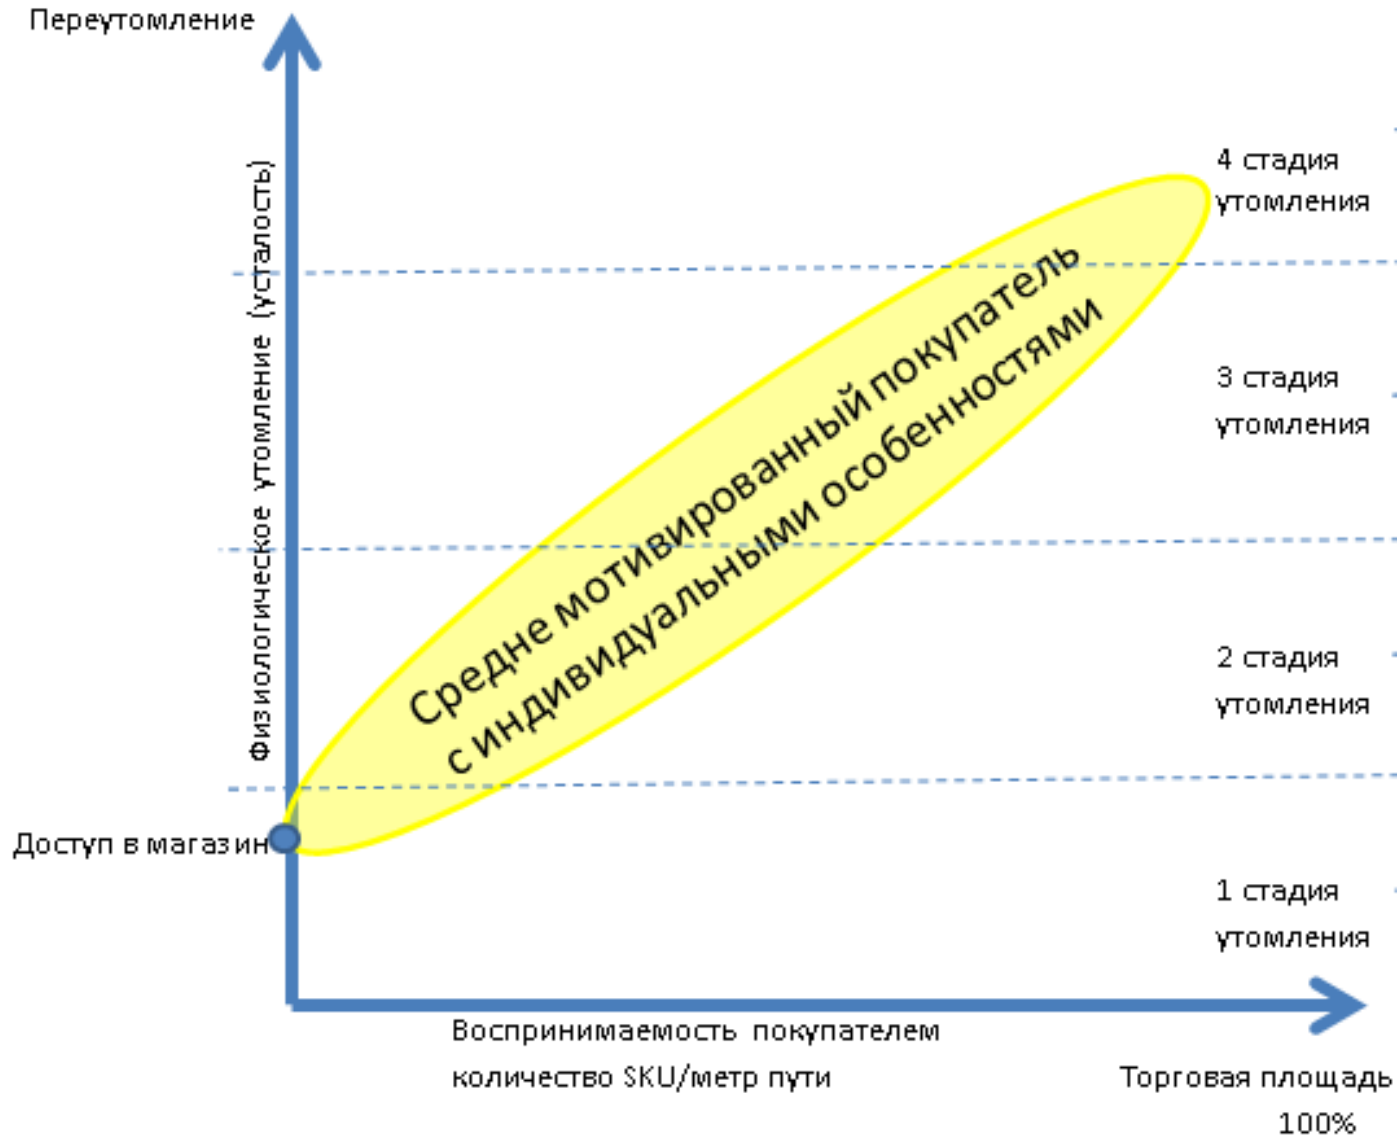 Переутомление
Физиологическое утомление (усталость)
4 стадия
утомления
Средне мотивированный покупатель
с индивидуальными особенностями
3 стадия
утомления
2 стадия
утомления
Доступ в магазин
1 стадия
утомления
Воспринимаемость покупателем
количество SKU/метр пути
Торговая площадь
100%